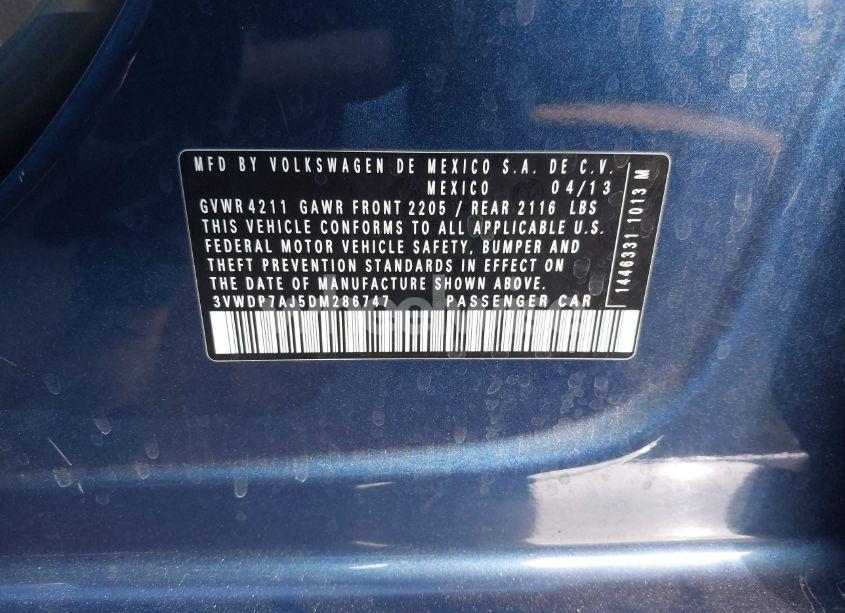 MFD BY VOLKSWAGEN DE MEXICO S.A. DE C.V.
MEXICO 04/13
GVWR 4211 GAWR FRONT 2205 / REAR 2116 LBS
THIS VEHICLE CONFORMS TO ALL APPLICABLE U.S.
FEDERAL MOTOR VEHICLE SAFETY, BUMPER AND
THEFT PREVENTION STANDARDS IN EFFECT ON
THE DATE OF MANUFACTURE SHOWN ABOVE.
3VWDP7AJ5DM286747 PASSENGER CAR
1446331 1013 M